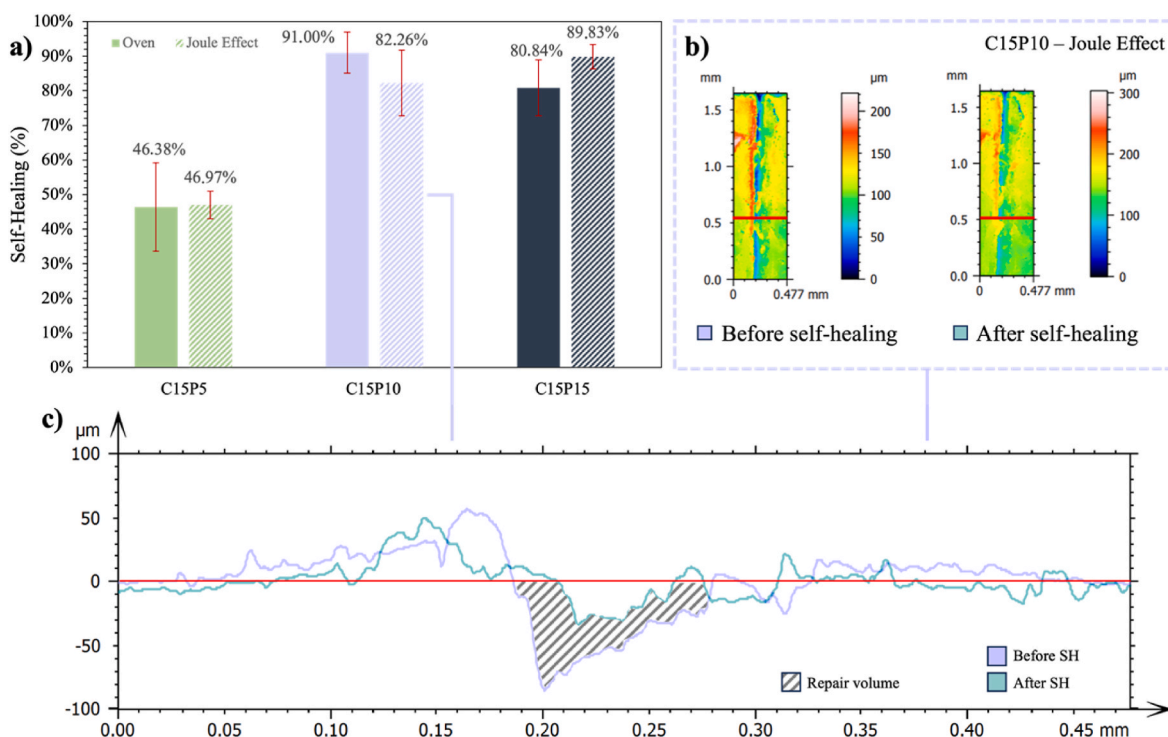 a)
Self-Healing (%)
100%
90%
80%
70%
60%
50%
40%
30%
20%
10%
0%
Oven
Joule Effect
46.38%
46.97%
91.00%
82.26%
80.84%
89.83%
C15P5
C15P10
C15P15
b)
C15P10 – Joule Effect
mm
1.5
1.0
0.5
0.0
0
0.477 mm
µm
200
150
100
50
0
mm
1.5
1.0
0.5
0.0
0
0.477 mm
µm
300
200
100
0
Before self-healing
After self-healing
c)
µm
100
50
0
-50
-100
Repair volume
Before SH
After SH
0.00
0.05
0.10
0.15
0.20
0.25
0.30
0.35
0.40
0.45 mm